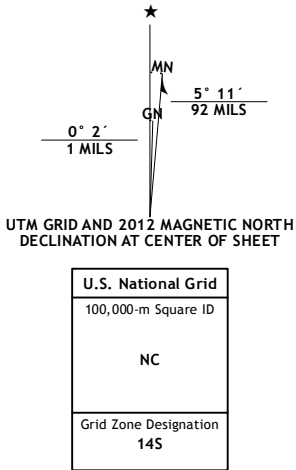 ★
MN
GN
5° 11´
92 MILS
0° 2´
1 MILS
UTM GRID AND 2012 MAGNETIC NORTH
DECLINATION AT CENTER OF SHEET
U.S. National Grid
100,000-m Square ID
NC
Grid Zone Designation
14S